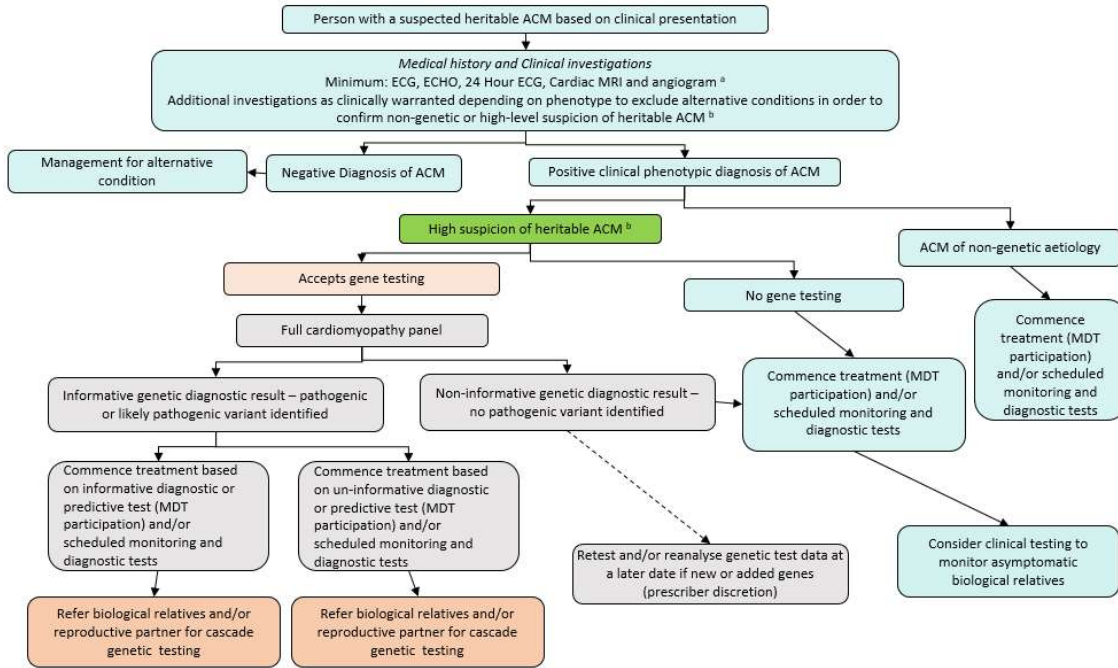 Person with a suspected heritable ACM based on clinical presentation
Medical history and Clinical investigations
Minimum: ECG, ECHO, 24 Hour ECG, Cardiac MRI and angiogram a
Additional investigations as clinically warranted depending on phenotype to exclude alternative conditions in order to
confirm non-genetic or high-level suspicion of heritable ACM b
Management for alternative
condition
Negative Diagnosis of ACM
Positive clinical phenotypic diagnosis of ACM
High suspicion of heritable ACM b
ACM of non-genetic aetiology
Accepts gene testing
No gene testing
Full cardiomyopathy panel
Commence
treatment (MDT
participation)
and/or scheduled
monitoring and
diagnostic tests
Informative genetic diagnostic result – pathogenic
or likely pathogenic variant identified
Non-informative genetic diagnostic result –
no pathogenic variant identified
Commence treatment (MDT
participation) and/or
scheduled monitoring and
diagnostic tests
Commence treatment based
on informative diagnostic or
predictive test (MDT
participation) and/or
scheduled monitoring and
diagnostic tests
Commence treatment based
on un-informative diagnostic
or predictive test (MDT
participation) and/or
scheduled monitoring and
diagnostic tests
Retest and/or reanalyse genetic test data at
a later date if new or added genes
(prescriber discretion)
Consider clinical testing to
monitor asymptomatic
biological relatives
Refer biological relatives and/or
reproductive partner for cascade
genetic testing
Refer biological relatives and/or
reproductive partner for cascade
genetic testing